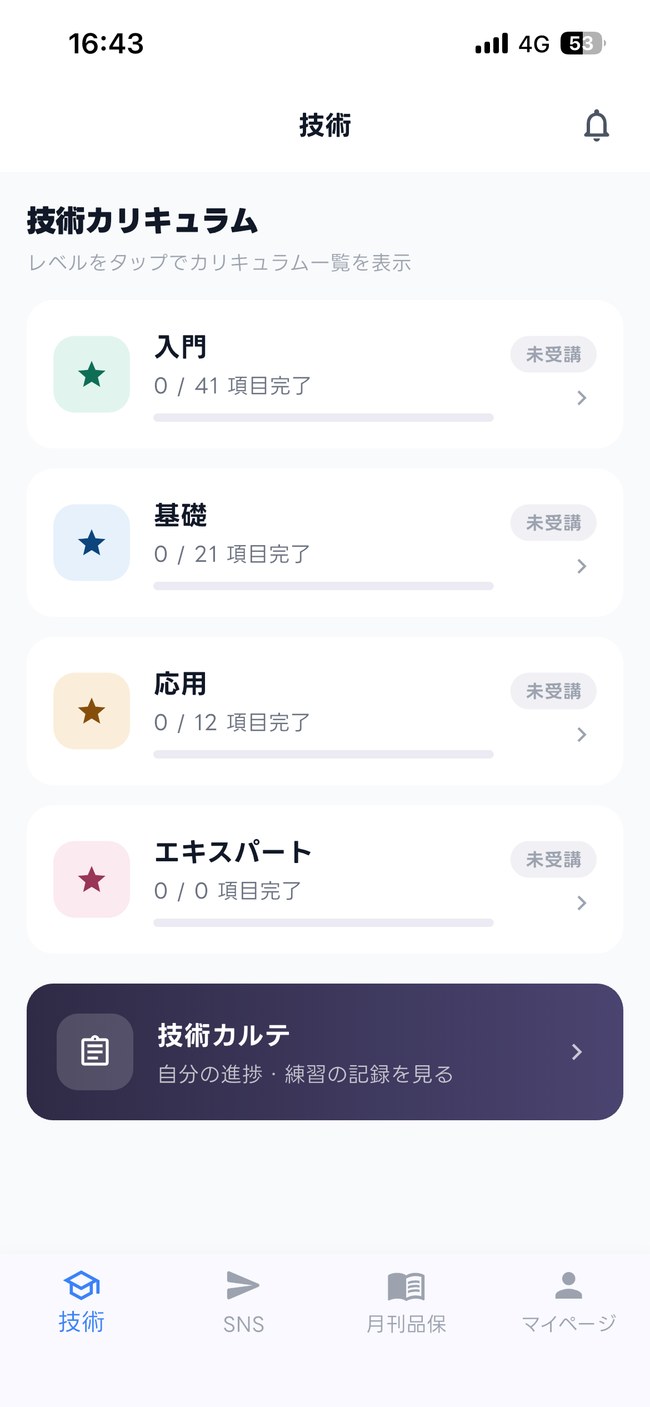 16:43
4G 53
技術
技術カリキュラム
レベルをタップでカリキュラム一覧を表示
入門
未受講
0 / 41 項目完了
基礎
未受講
0 / 21 項目完了
応用
未受講
0 / 12 項目完了
エキスパート
未受講
0 / 0 項目完了
技術カルテ
自分の進捗・練習の記録を見る
技術
SNS
月刊品保
マイページ